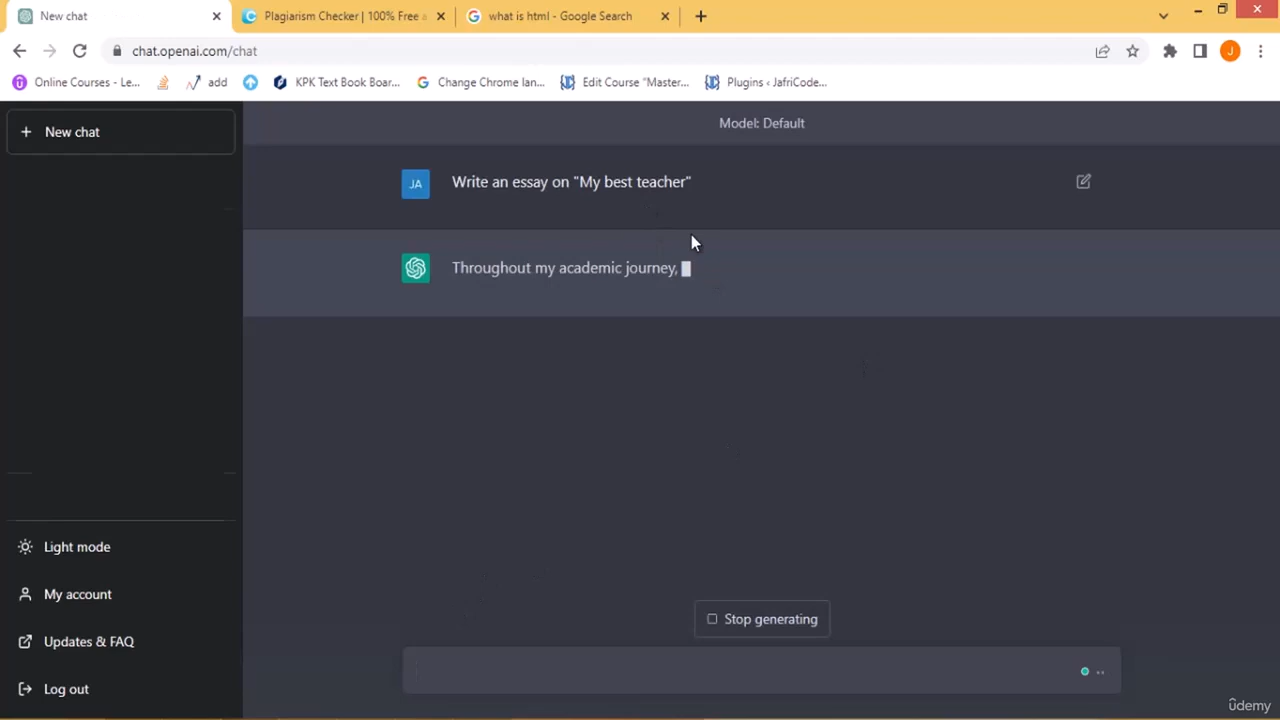 New chat
Plagiarism Checker | 100% Free a
what is html - Google Search
chat.openai.com/chat
J
Online Courses - Le...
add
KPK Text Book Boar...
Change Chrome lan...
Edit Course “Master...
Plugins ‹ JafriCode...
+ New chat
Model: Default
JA
Write an essay on "My best teacher"
Throughout my academic journey,
Light mode
My account
Updates & FAQ
Log out
Stop generating
ûdemy